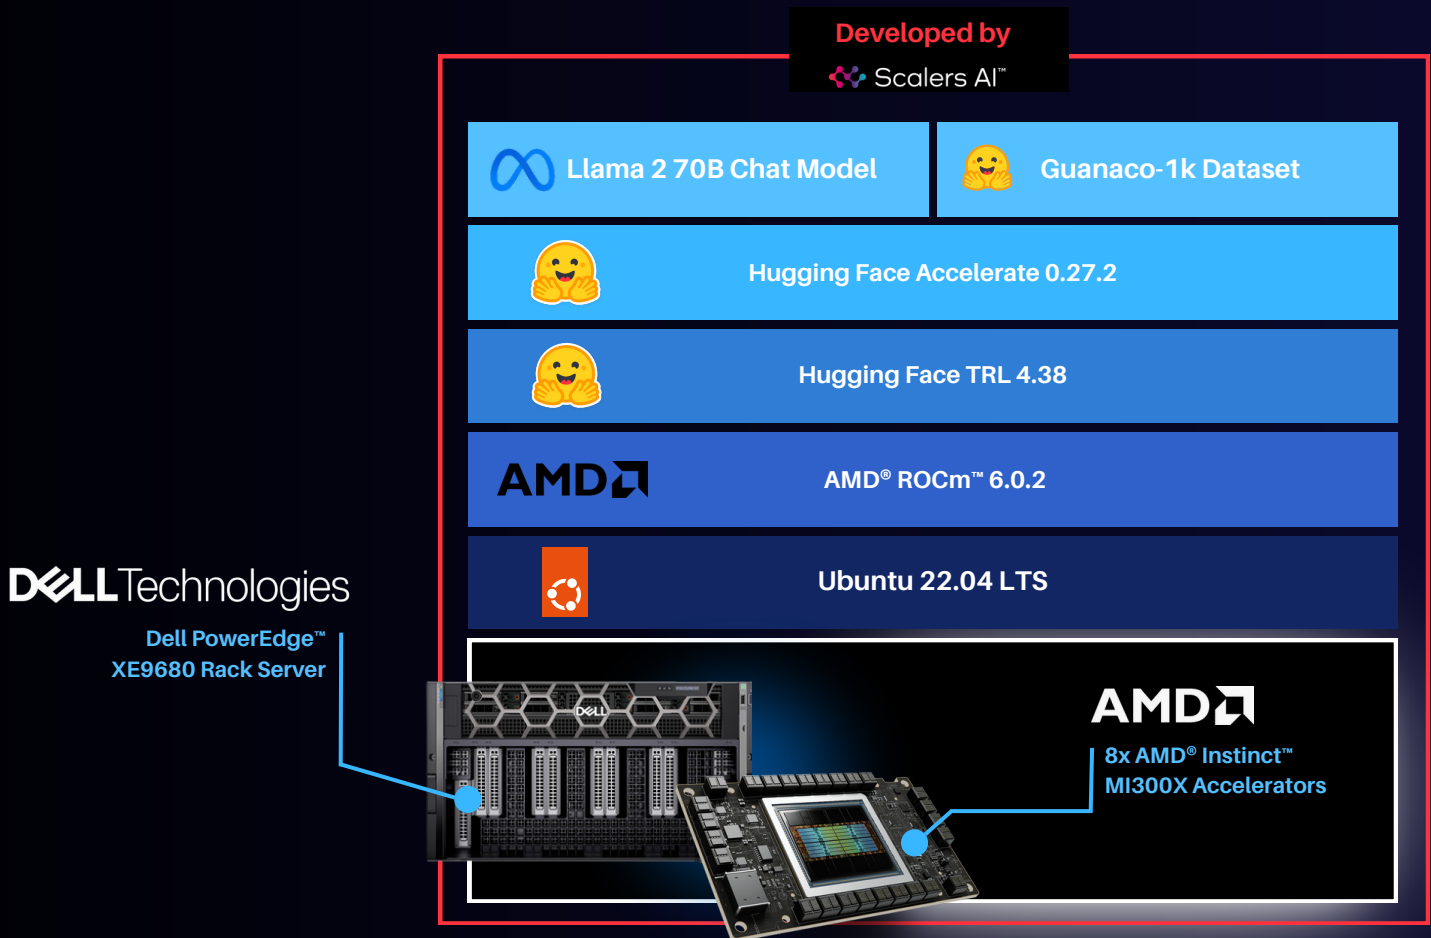 Developed by
Scalers AI™
Llama 2 70B Chat Model
Guanaco-1k Dataset
Hugging Face Accelerate 0.27.2
Hugging Face TRL 4.38
AMD
AMD® ROCm™ 6.0.2
Ubuntu 22.04 LTS
DELLTechnologies
Dell PowerEdge™
XE9680 Rack Server
DELL
AMD
8x AMD® Instinct™
MI300X Accelerators